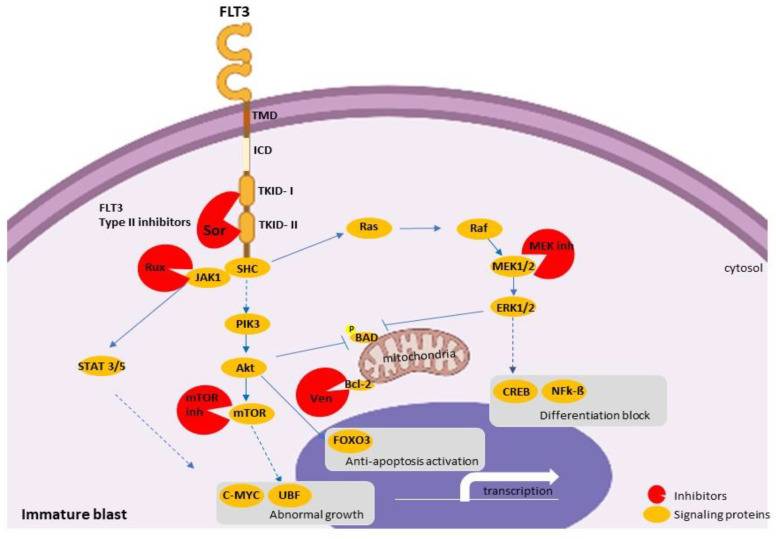 FLT3
TMD
ICD
TKID- I
FLT3
Type II inhibitors
Sor
TKID- II
Ras
Raf
MEK inh
Rux
SHC
JAK1
MEK1/2
cytosol
ERK1/2
PIK3
P
BAD
mitochondria
STAT 3/5
Akt
Bcl-2
Ven
mTOR
inh
mTOR
CREB
NFk-ß
Differentiation block
FOXO3
Anti-apoptosis activation
C-MYC
UBF
Abnormal growth
transcription
Inhibitors
Immature blast
Signaling proteins